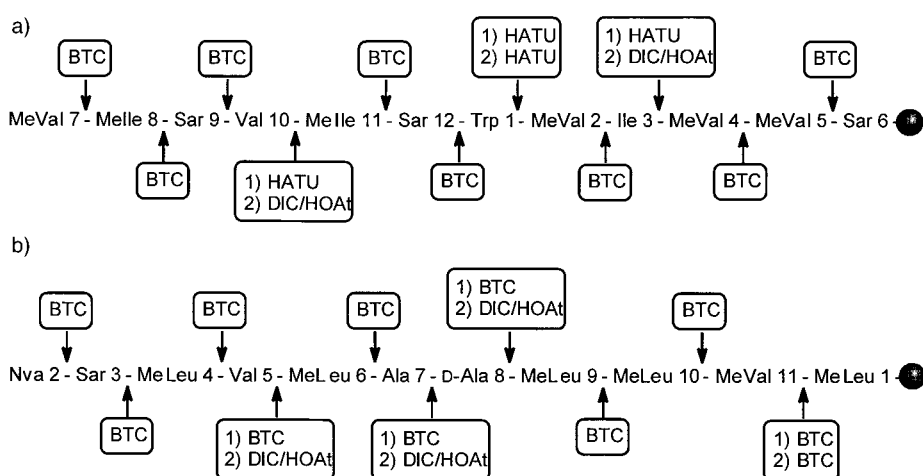 a)
BTC BTC BTC 1) HATU 1) HATU BTC
2) HATU 2) DIC/HOAt
MeVal 7 - MeIle 8 - Sar 9 - Val 10 - MeIle 11 - Sar 12 - Trp 1 - MeVal 2 - Ile 3 - MeVal 4 - MeVal 5 - Sar 6 -
BTC 1) HATU BTC BTC BTC
2) DIC/HOAt
b)
1) BTC
2) DIC/HOAt
BTC BTC BTC BTC
Nva 2 - Sar 3 - MeLeu 4 - Val 5 - MeLeu 6 - Ala 7 - D-Ala 8 - MeLeu 9 - MeLeu 10 - MeVal 11 - MeLeu 1 -
BTC 1) BTC 1) BTC BTC 1) BTC
2) DIC/HOAt 2) DIC/HOAt 2) BTC